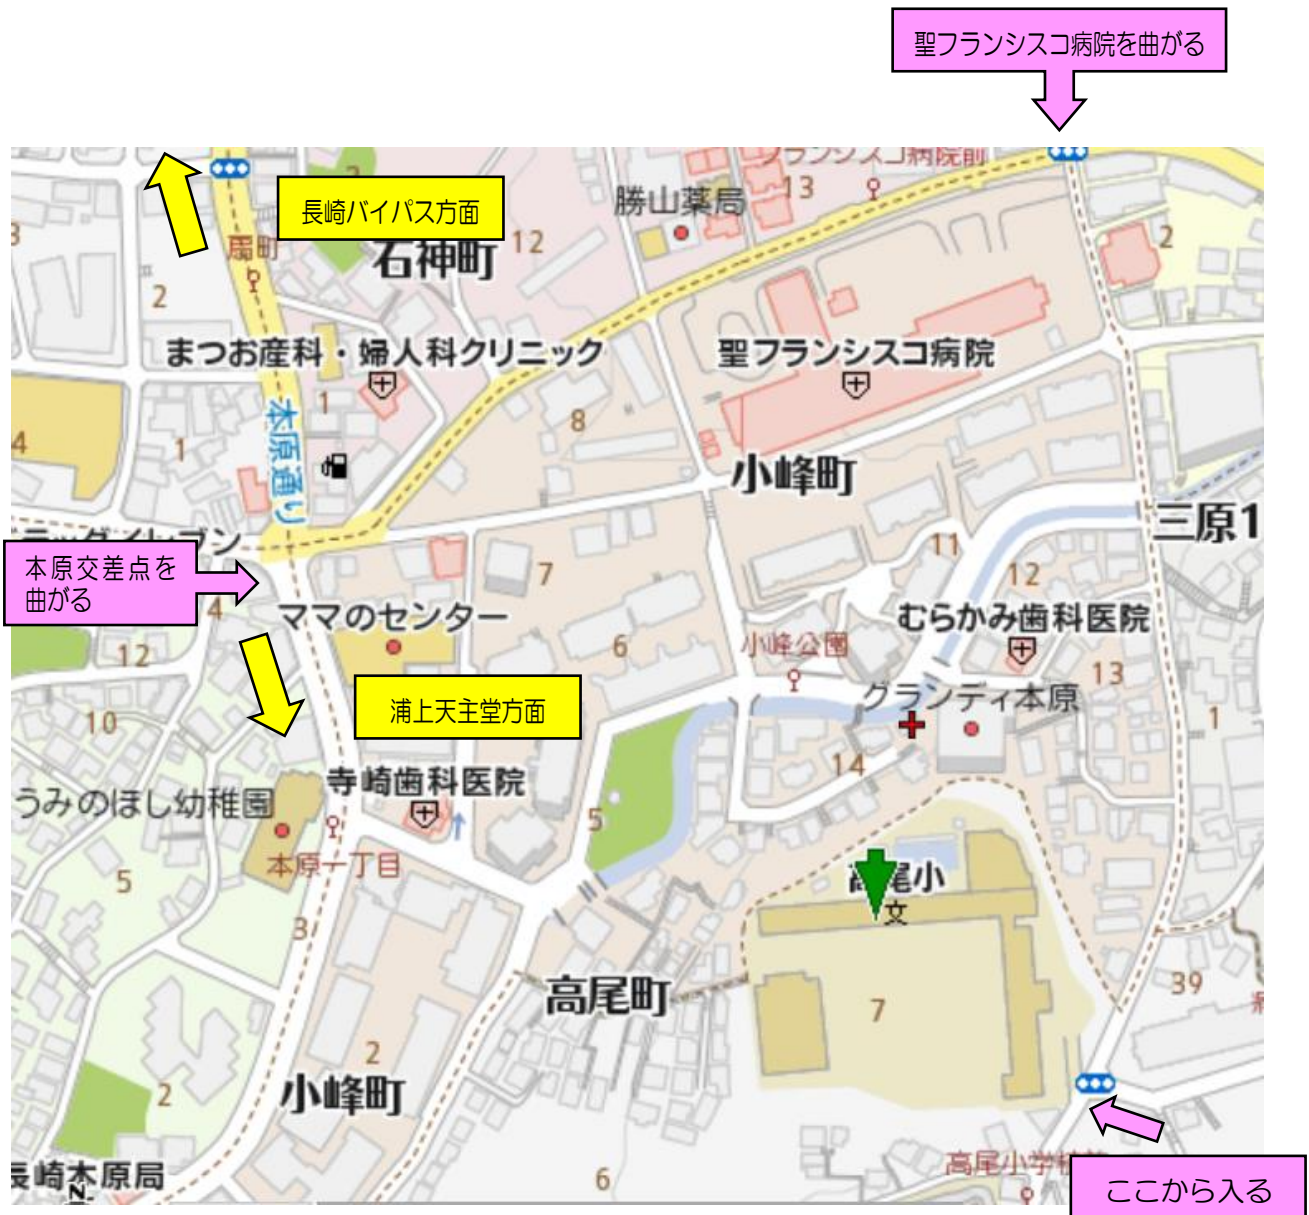 聖フランシスコ病院を曲がる
フランシスコ病院前
長崎バイパス方面
勝山薬局
13
3
12
2
石神町
2
まつお産科・婦人科クリニック
聖フランシスコ病院
1
8
4
1
本原通り
小峰町
三原1
本原交差点を
曲がる
7
11
12
4
ママのセンター
むらかみ歯科医院
12
6
小峰公園
13
10
浦上天主堂方面
グランディ本原
1
14
寺崎歯科医院
うみのほし幼稚園
5
本原一丁目
5
高尾小
文
3
高尾町
7
39
2
小峰町
2
長崎本原局
6
N
ここから入る